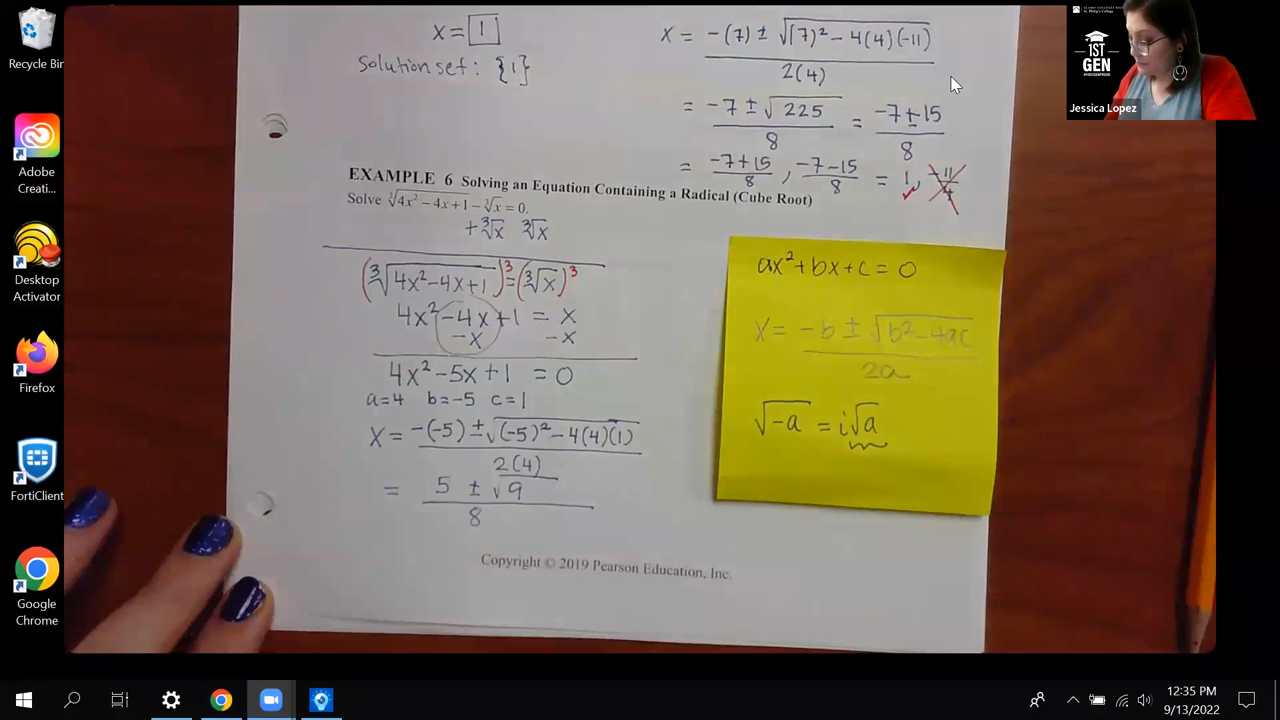 Recycle Bin
Adobe
Creati...
Desktop
Activator
Firefox
FortiClient
Google
Chrome
x = 1
Solution set: {1}
x = -(7) ± √(7)² - 4(4)(-11)
2(4)
= -7 ± √225 = -7 ± 15
8 8
= -7+15, -7-15 = 1, -11
8 8 4
EXAMPLE 6 Solving an Equation Containing a Radical (Cube Root)
Solve ∛4x² - 4x + 1 - ∛x = 0.
+∛x ∛x
(∛4x² - 4x + 1)³ = (∛x)³
4x² - 4x + 1 = x
-x -x
4x² - 5x + 1 = 0
a=4 b=-5 c=1
x = -(-5) ± √(-5)² - 4(4)(1)
2(4)
= 5 ± √9
8
ax² + bx + c = 0
x = -b ± √b² - 4ac
2a
√-a = i√a
Copyright © 2019 Pearson Education, Inc.
1ST
GEN
Jessica Lopez
12:35 PM
9/13/2022